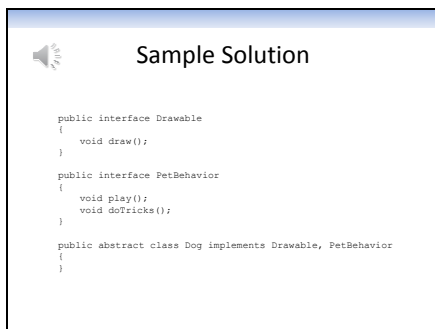 Sample Solution
public interface Drawable
{
    void draw();
}
public interface PetBehavior
{
    void play();
    void doTricks();
}
public abstract class Dog implements Drawable, PetBehavior
{
}